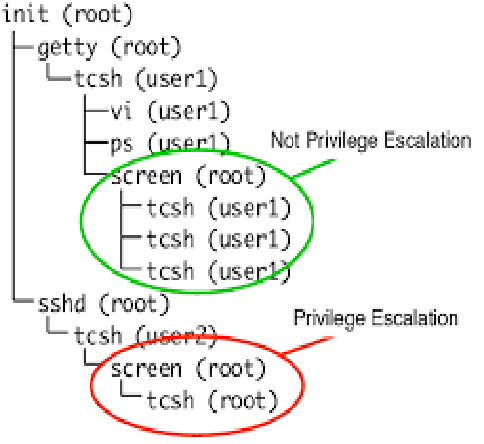 init (root)
getty (root)
tcsh (user1)
vi (user1)
ps (user1)
Not Privilege Escalation
screen (root)
tcsh (user1)
tcsh (user1)
tcsh (user1)
sshd (root)
Privilege Escalation
tcsh (user2)
screen (root)
tcsh (root)